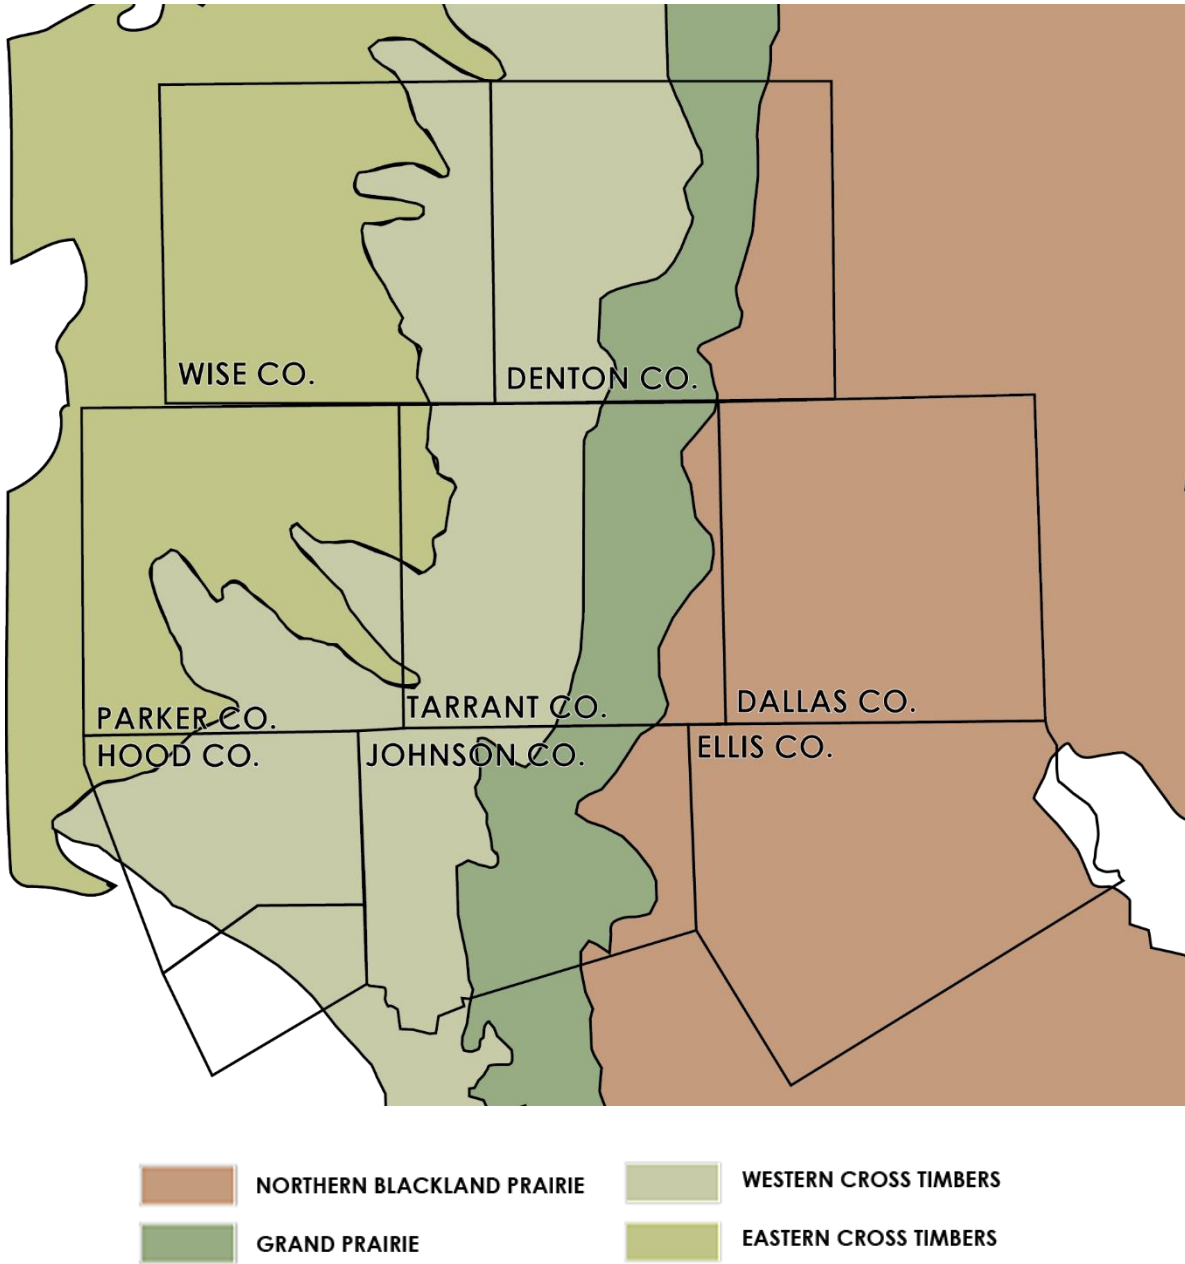 WISE CO.
DENTON CO.
PARKER CO.
TARRANT CO.
DALLAS CO.
HOOD CO.
JOHNSON CO.
ELLIS CO.
NORTHERN BLACKLAND PRAIRIE
WESTERN CROSS TIMBERS
GRAND PRAIRIE
EASTERN CROSS TIMBERS